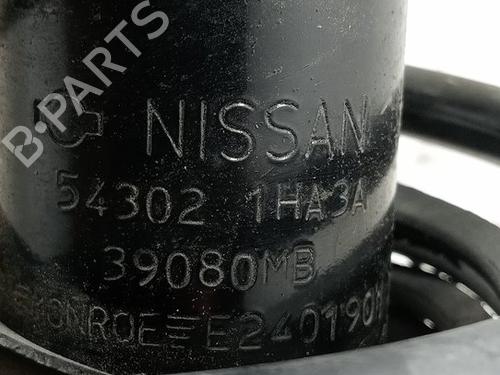 B-PARTS
NISSAN
54302 1HA3A
39080MB
MONROE E2401901